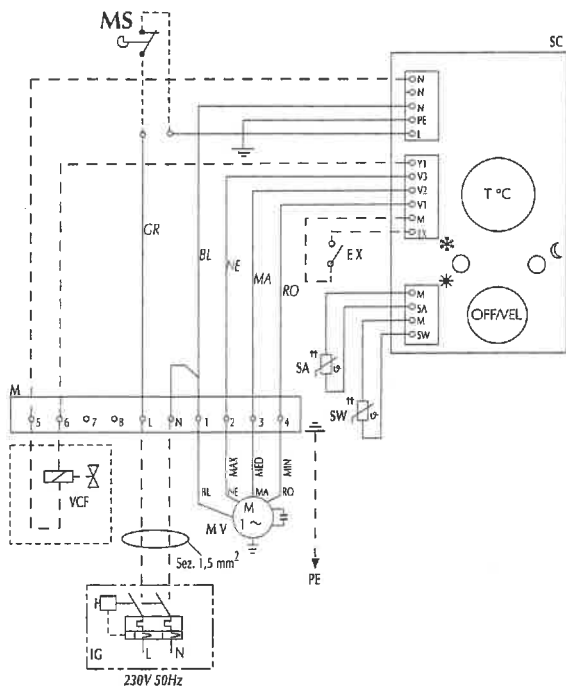 MS
SC
N
N
N
PE
L
Y1
V3
V2
V1
M
EX
T °C
EX
GR
BL
NE
MA
RO
M
SA
M
SW
OFF/VEL
SA
SW
M
5 6 7 8 L N 1 2 3 4
VCF
MAX
MED
MIN
BL
NE
MA
RO
MV
M
1 ~
Sez. 1,5 mm²
PE
IG
L
N
230V 50Hz